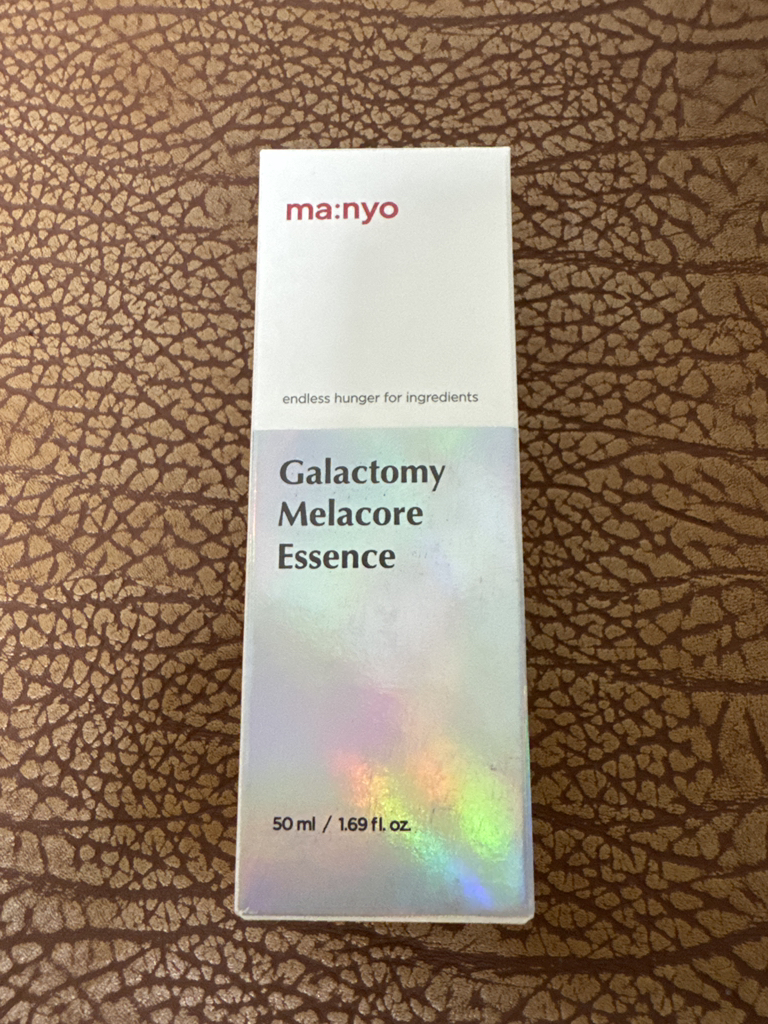 ma:nyo
endless hunger for ingredients
Galactomy
Melacore
Essence
50 ml / 1.69 fl. oz.